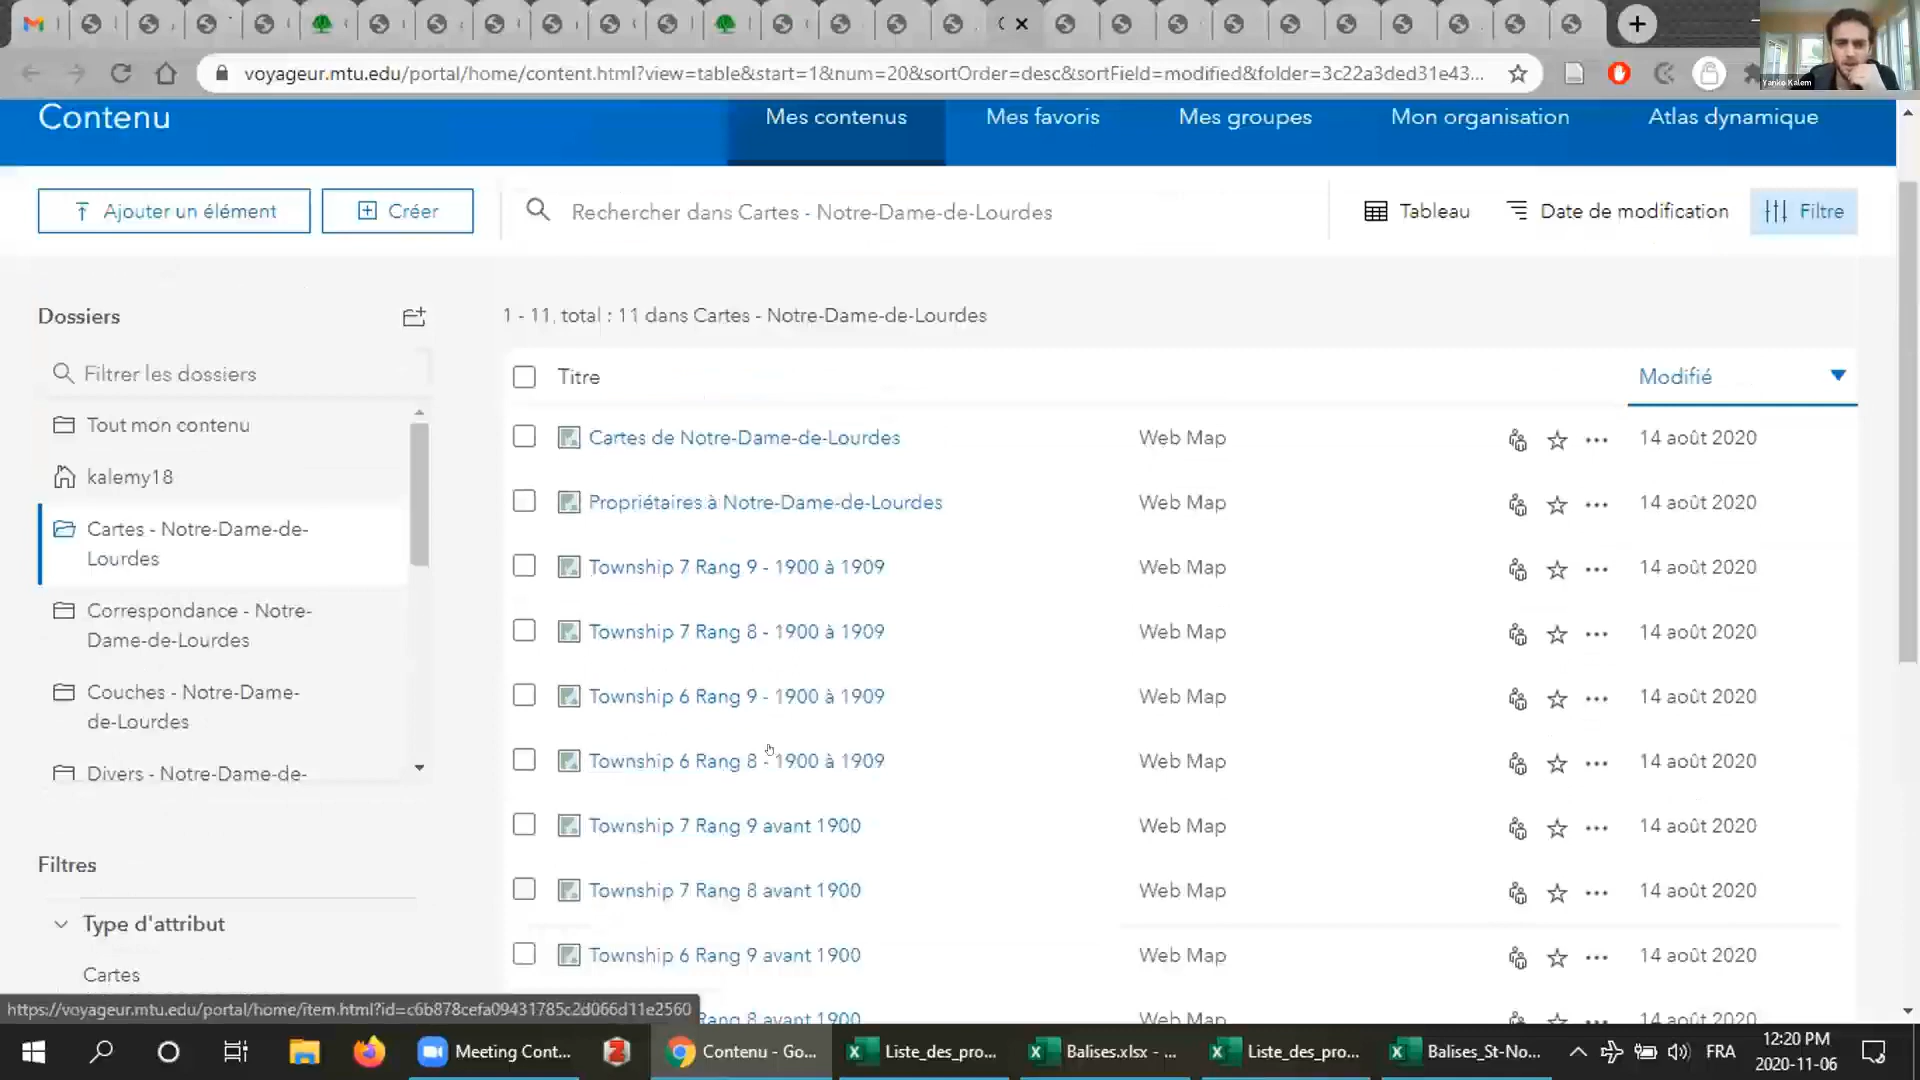 Yanko Kalem
voyageur.mtu.edu/portal/home/content.html?view=table&start=1&num=20&sortOrder=desc&sortField=modified&folder=3c22a3ded31e43...
Contenu
Mes contenus
Mes favoris
Mes groupes
Mon organisation
Atlas dynamique
Ajouter un élément
Créer
Rechercher dans Cartes - Notre-Dame-de-Lourdes
Tableau
Date de modification
Filtre
Dossiers
Filtrer les dossiers
Tout mon contenu
kalemy18
Cartes - Notre-Dame-de-
Lourdes
Correspondance - Notre-
Dame-de-Lourdes
Couches - Notre-Dame-
de-Lourdes
Divers - Notre-Dame-de-
Filtres
Type d'attribut
Cartes
1 - 11, total : 11 dans Cartes - Notre-Dame-de-Lourdes
Titre
Modifié
Cartes de Notre-Dame-de-Lourdes Web Map 14 août 2020
Propriétaires à Notre-Dame-de-Lourdes Web Map 14 août 2020
Township 7 Rang 9 - 1900 à 1909 Web Map 14 août 2020
Township 7 Rang 8 - 1900 à 1909 Web Map 14 août 2020
Township 6 Rang 9 - 1900 à 1909 Web Map 14 août 2020
Township 6 Rang 8 - 1900 à 1909 Web Map 14 août 2020
Township 7 Rang 9 avant 1900 Web Map 14 août 2020
Township 7 Rang 8 avant 1900 Web Map 14 août 2020
Township 6 Rang 9 avant 1900 Web Map 14 août 2020
Rang 8 avant 1900 Web Map 14 août 2020
https://voyageur.mtu.edu/portal/home/item.html?id=c6b878cefa09431785c2d066d11e2560
Meeting Cont...
Contenu - Go...
Liste_des_pro...
Balises.xlsx - ...
Liste_des_pro...
Balises_St-No...
FRA
12:20 PM
2020-11-06